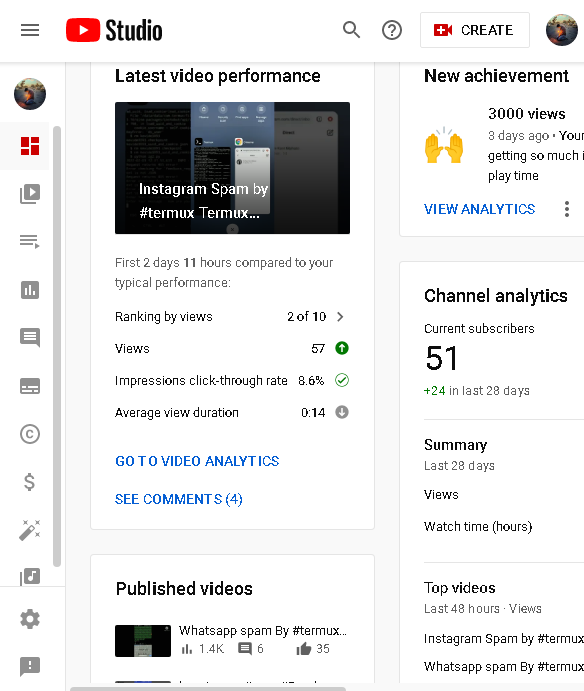 Studio
CREATE
Latest video performance
Instagram Spam by
#termux Termux...
First 2 days 11 hours compared to your
typical performance:
Ranking by views 2 of 10
Views 57
Impressions click-through rate 8.6%
Average view duration 0:14
GO TO VIDEO ANALYTICS
SEE COMMENTS (4)
Published videos
Whatsapp spam By #termux...
1.4K 6 35
New achievement
3000 views
3 days ago • Your
getting so much
play time
VIEW ANALYTICS
Channel analytics
Current subscribers
51
+24 in last 28 days
Summary
Last 28 days
Views
Watch time (hours)
Top videos
Last 48 hours · Views
Instagram Spam by #termux
Whatsapp spam By #termux